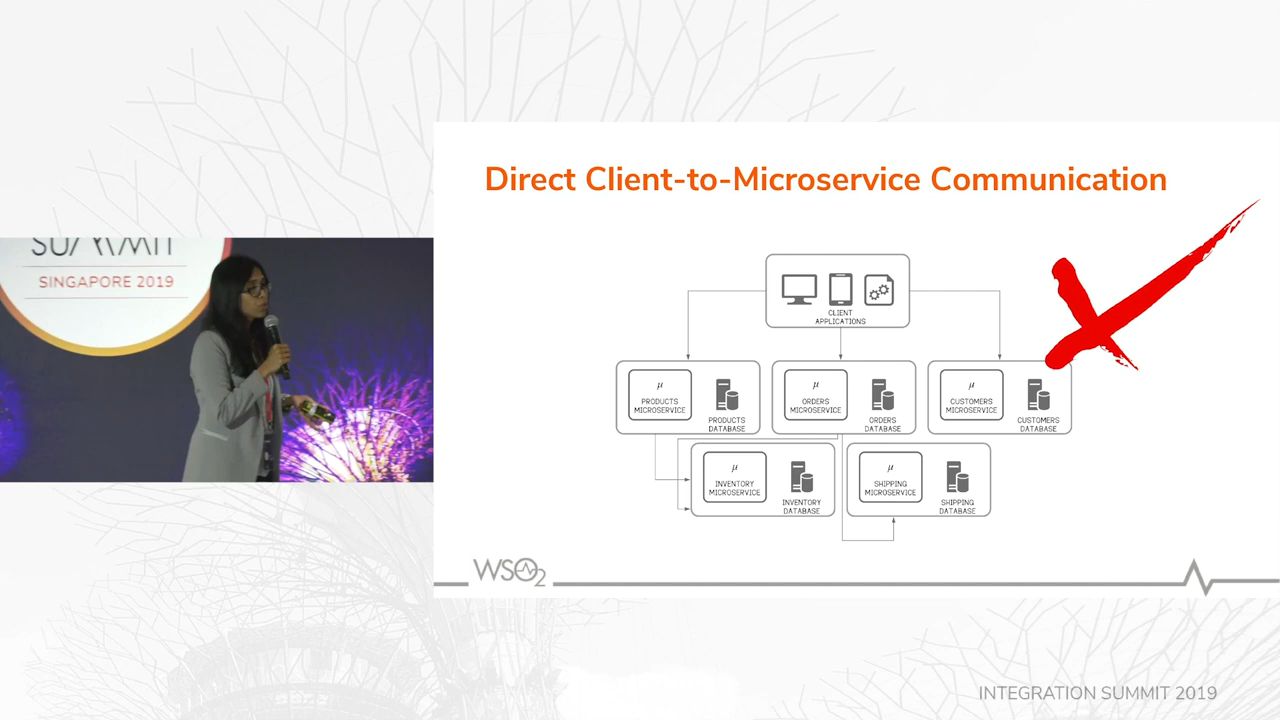 Direct Client-to-Microservice Communication
SUMMIT
SINGAPORE 2019
CLIENT
APPLICATIONS
μ
PRODUCTS
MICROSERVICE
PRODUCTS
DATABASE
μ
ORDERS
MICROSERVICE
ORDERS
DATABASE
μ
CUSTOMERS
MICROSERVICE
CUSTOMERS
DATABASE
μ
INVENTORY
MICROSERVICE
INVENTORY
DATABASE
μ
SHIPPING
MICROSERVICE
SHIPPING
DATABASE
WSO2
INTEGRATION SUMMIT 2019